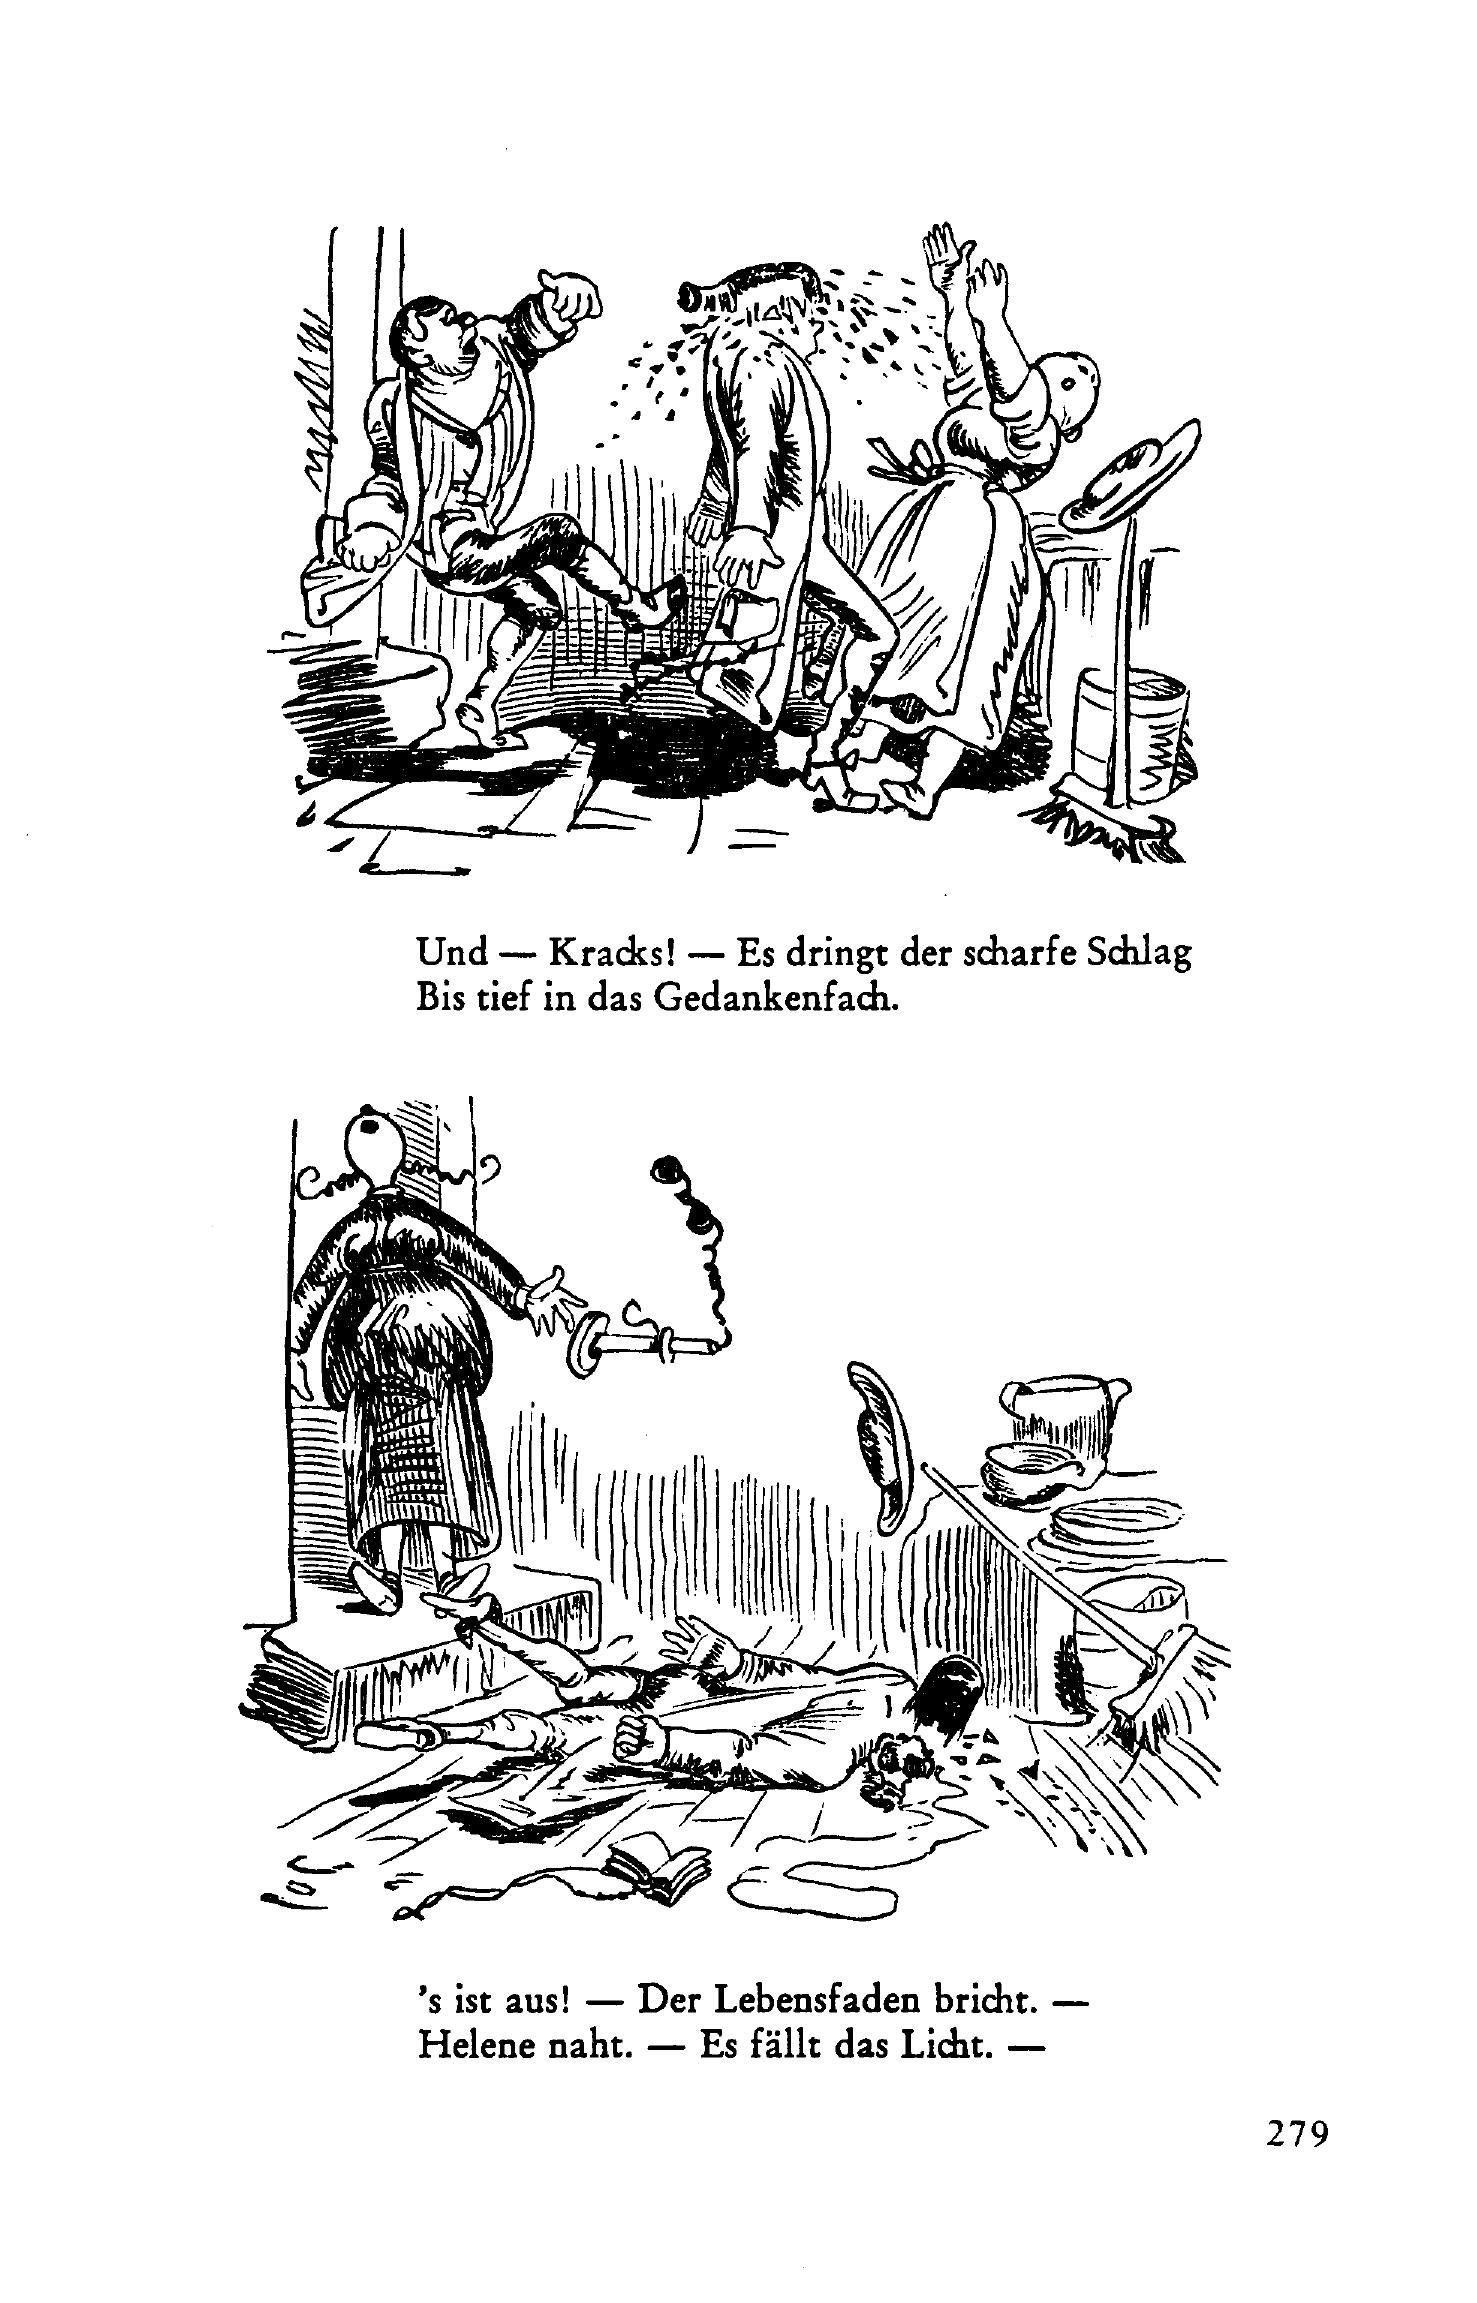 Und — Kracks! — Es dringt der scharfe Schlag
Bis tief in das Gedankenfach.
's ist aus! — Der Lebensfaden bricht. —
Helene naht. — Es fällt das Licht. —
279